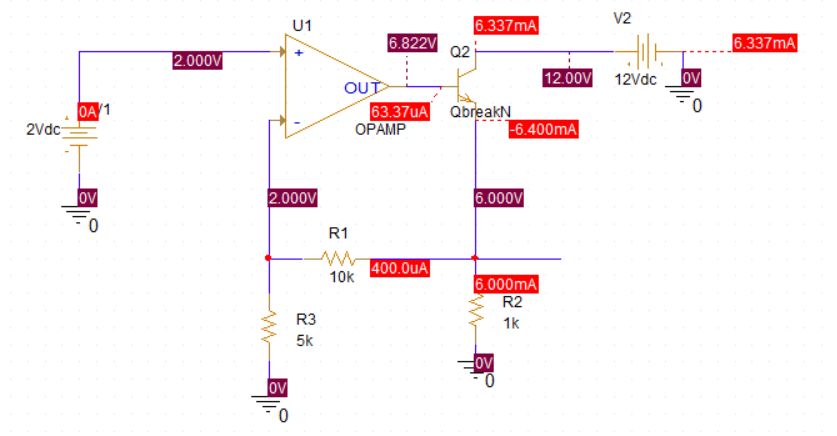 V2
6.337mA
U1
6.822V
6.337mA
+
Q2
2.000V
12.00V
0V
12Vdc
OUT
0
0A
V1
63.37uA
QbreakN
-
OPAMP
-6.400mA
2Vdc
0V
2.000V
6.000V
0
R1
400.0uA
10k
6.000mA
R2
R3
1k
5k
0V
0
0V
0